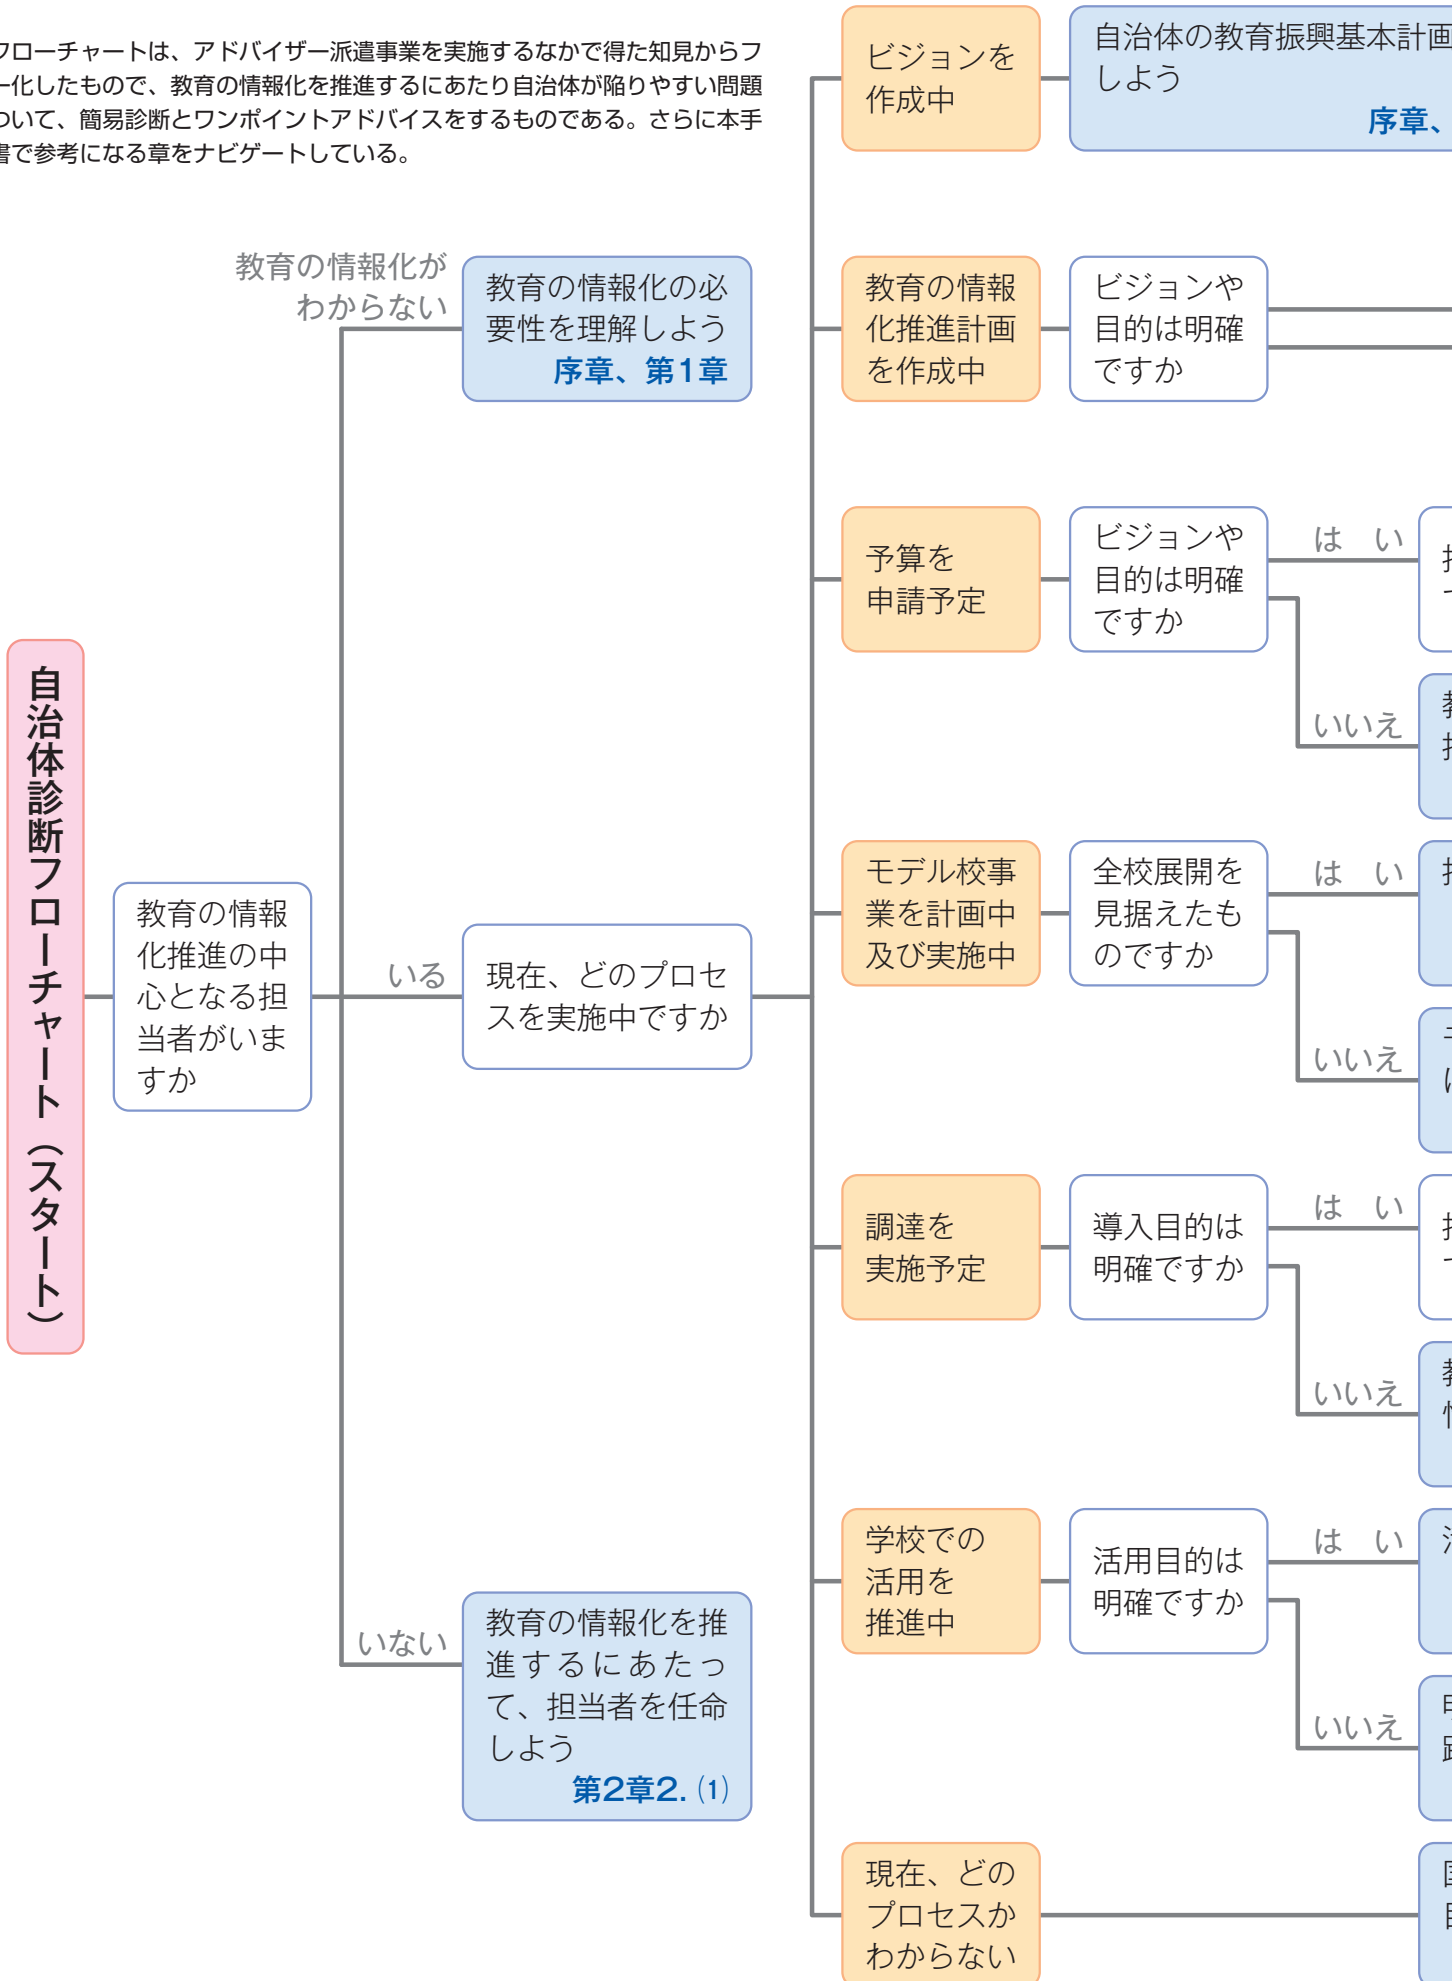 フローチャートは、アドバイザー派遣事業を実施するなかで得た知見からフ
ー化したもので、教育の情報化を推進するにあたり自治体が陥りやすい問題
ついて、簡易診断とワンポイントアドバイスをするものである。さらに本手
書で参考になる章をナビゲートしている。
自治体診断フローチャート（スタート）
教育の情報
化推進の中
心となる担
当者がいま
すか
教育の情報化が
わからない
教育の情報化の必
要性を理解しよう
序章、第1章
いる
現在、どのプロセ
スを実施中ですか
いない
教育の情報化を推
進するにあたっ
て、担当者を任命
しよう
第2章2.(1)
ビジョンを
作成中
自治体の教育振興基本計画
しよう
序章、
教育の情報
化推進計画
を作成中
ビジョンや
目的は明確
ですか
予算を
申請予定
ビジョンや
目的は明確
ですか
は い
いいえ
モデル校事
業を計画中
及び実施中
全校展開を
見据えたも
のですか
は い
いいえ
調達を
実施予定
導入目的は
明確ですか
は い
いいえ
学校での
活用を
推進中
活用目的は
明確ですか
は い
いいえ
現在、どの
プロセスか
わからない